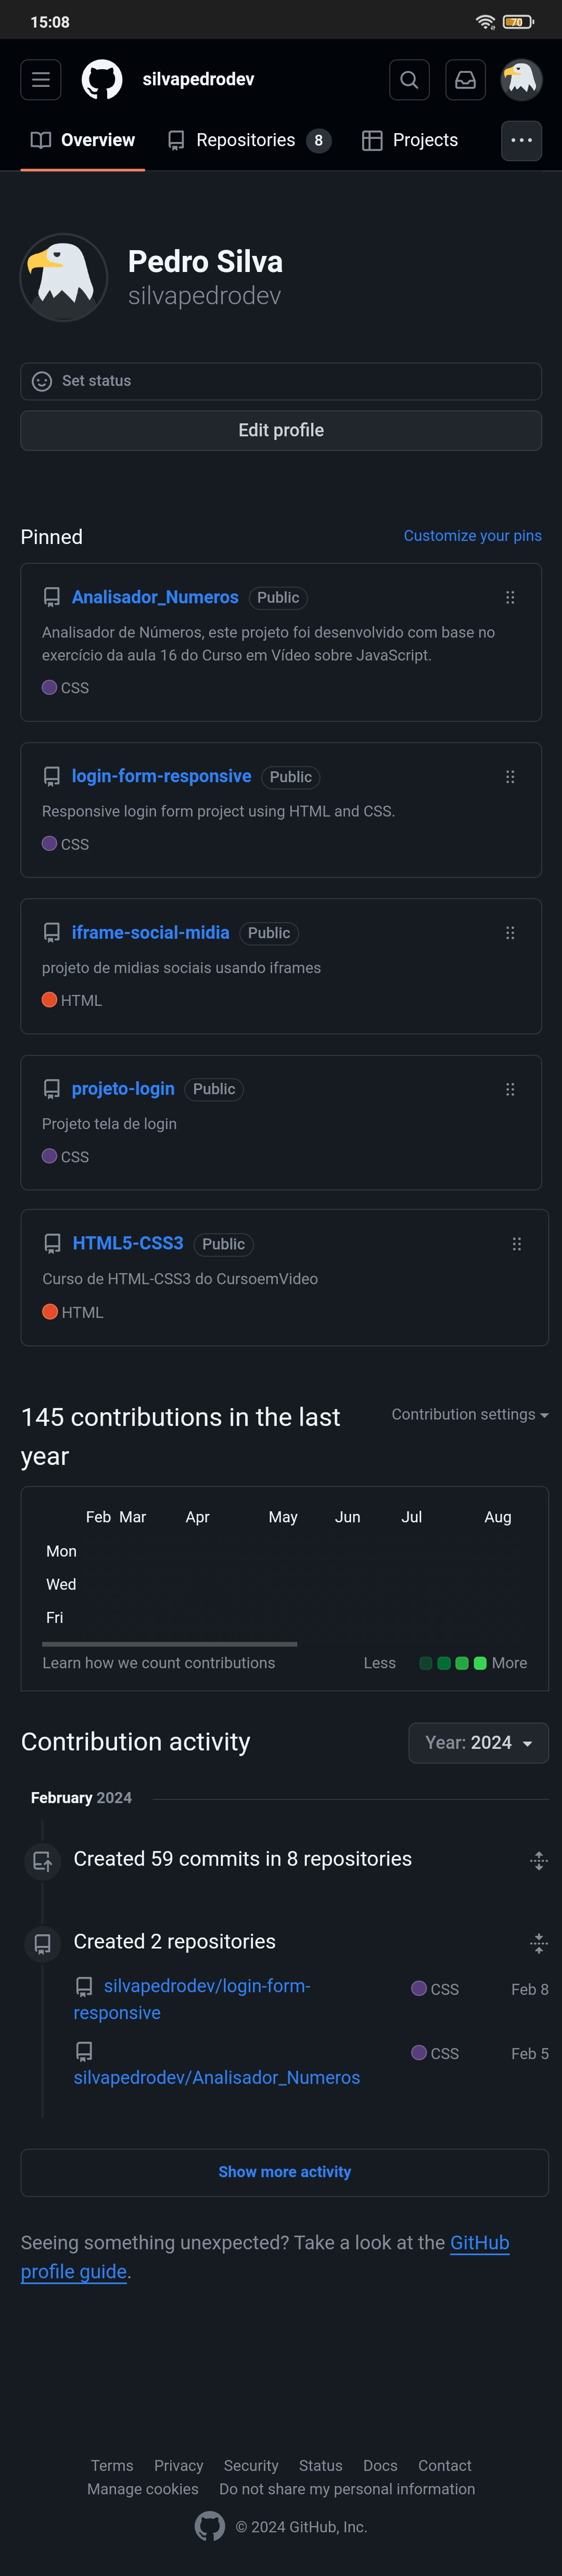 15:08
70
silvapedrodev
Overview
Repositories 8
Projects
Pedro Silva
silvapedrodev
Set status
Edit profile
Pinned
Customize your pins
Analisador_Numeros Public
Analisador de Números, este projeto foi desenvolvido com base no
exercício da aula 16 do Curso em Vídeo sobre JavaScript.
CSS
login-form-responsive Public
Responsive login form project using HTML and CSS.
CSS
iframe-social-midia Public
projeto de midias sociais usando iframes
HTML
projeto-login Public
Projeto tela de login
CSS
HTML5-CSS3 Public
Curso de HTML-CSS3 do CursoemVideo
HTML
145 contributions in the last
year
Contribution settings
Feb Mar Apr May Jun Jul Aug
Mon
Wed
Fri
Learn how we count contributions
Less More
Contribution activity
Year: 2024
February 2024
Created 59 commits in 8 repositories
Created 2 repositories
silvapedrodev/login-form-
responsive
CSS Feb 8
silvapedrodev/Analisador_Numeros
CSS Feb 5
Show more activity
Seeing something unexpected? Take a look at the GitHub
profile guide.
Terms Privacy Security Status Docs Contact
Manage cookies Do not share my personal information
© 2024 GitHub, Inc.